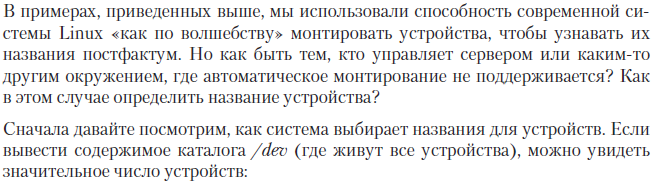 В примерах, приведенных выше, мы использовали способность современной си-
стемы Linux «как по волшебству» монтировать устройства, чтобы узнавать их
названия постфактум. Но как быть тем, кто управляет сервером или каким-то
другим окружением, где автоматическое монтирование не поддерживается? Как
в этом случае определить название устройства?
Сначала давайте посмотрим, как система выбирает названия для устройств. Если
вывести содержимое каталога /dev (где живут все устройства), можно увидеть
значительное число устройств: